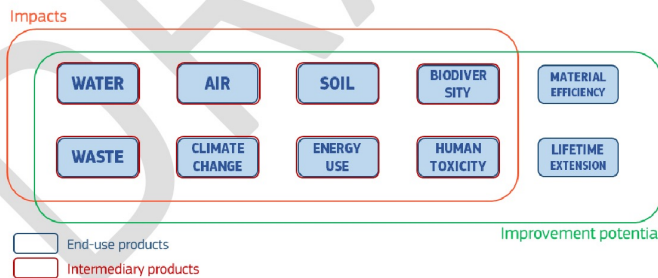 Impacts
WATER
AIR
SOIL
BIODIVER
SITY
MATERIAL
EFFICIENCY
WASTE
CLIMATE
CHANGE
ENERGY
USE
HUMAN
TOXICITY
LIFETIME
EXTENSION
Improvement potentia
End-use products
Intermediary products